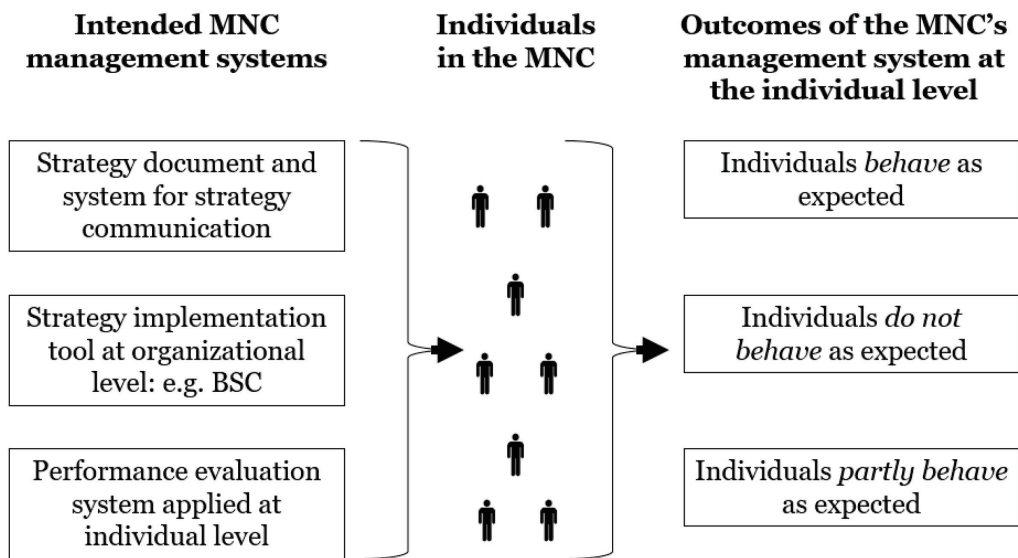 Intended MNC
management systems
Individuals
in the MNC
Outcomes of the MNC's
management system at
the individual level
Strategy document and
system for strategy
communication
Strategy implementation
tool at organizational
level: e.g. BSC
Performance evaluation
system applied at
individual level
Individuals behave as
expected
Individuals do not
behave as expected
Individuals partly behave
as expected